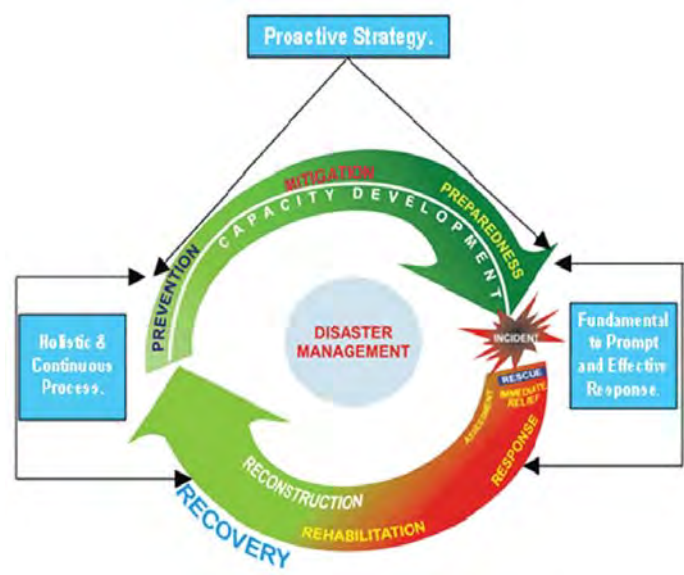 Proactive Strategy.
MITIGATION
CAPACITY DEVELOPMENT
PREPAREDNESS
PREVENTION
Holistic &
Continuous
Process.
DISASTER
MANAGEMENT
INCIDENT
Fundamental
to Prompt
and Effective
Response.
RESCUE
IMMEDIATE
RELIEF
ASSESSMENT
RESPONSE
RECONSTRUCTION
REHABILITATION
RECOVERY